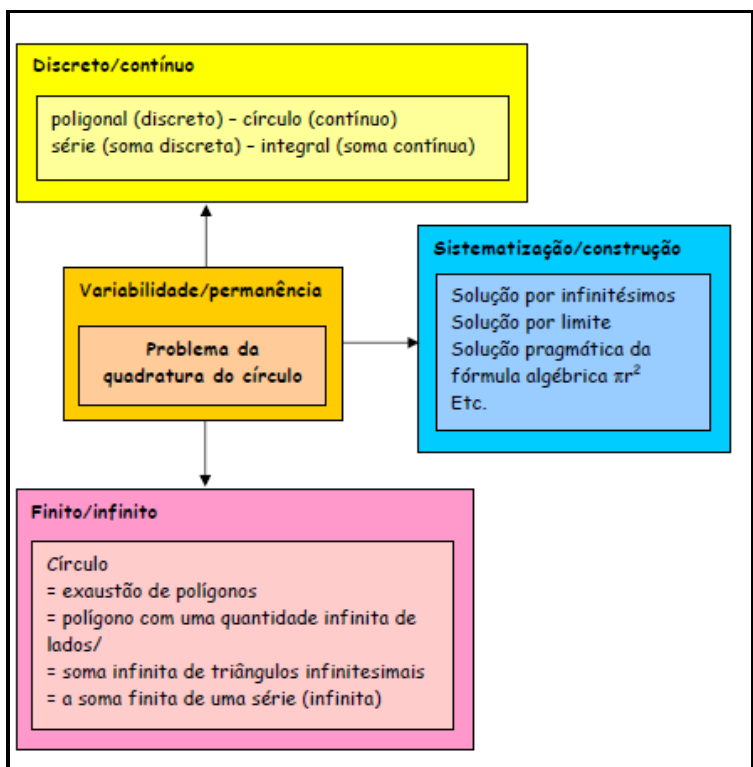 Discreto/contínuo
poligonal (discreto) – círculo (contínuo)
série (soma discreta) – integral (soma contínua)
Variabilidade/permanência
Problema da
quadratura do círculo
Sistematização/construção
Solução por infinitésimos
Solução por limite
Solução pragmática da
fórmula algébrica πr²
Etc.
Finito/infinito
Círculo
= exaustão de polígonos
= polígono com uma quantidade infinita de
lados/
= soma infinita de triângulos infinitesimais
= a soma finita de uma série (infinita)